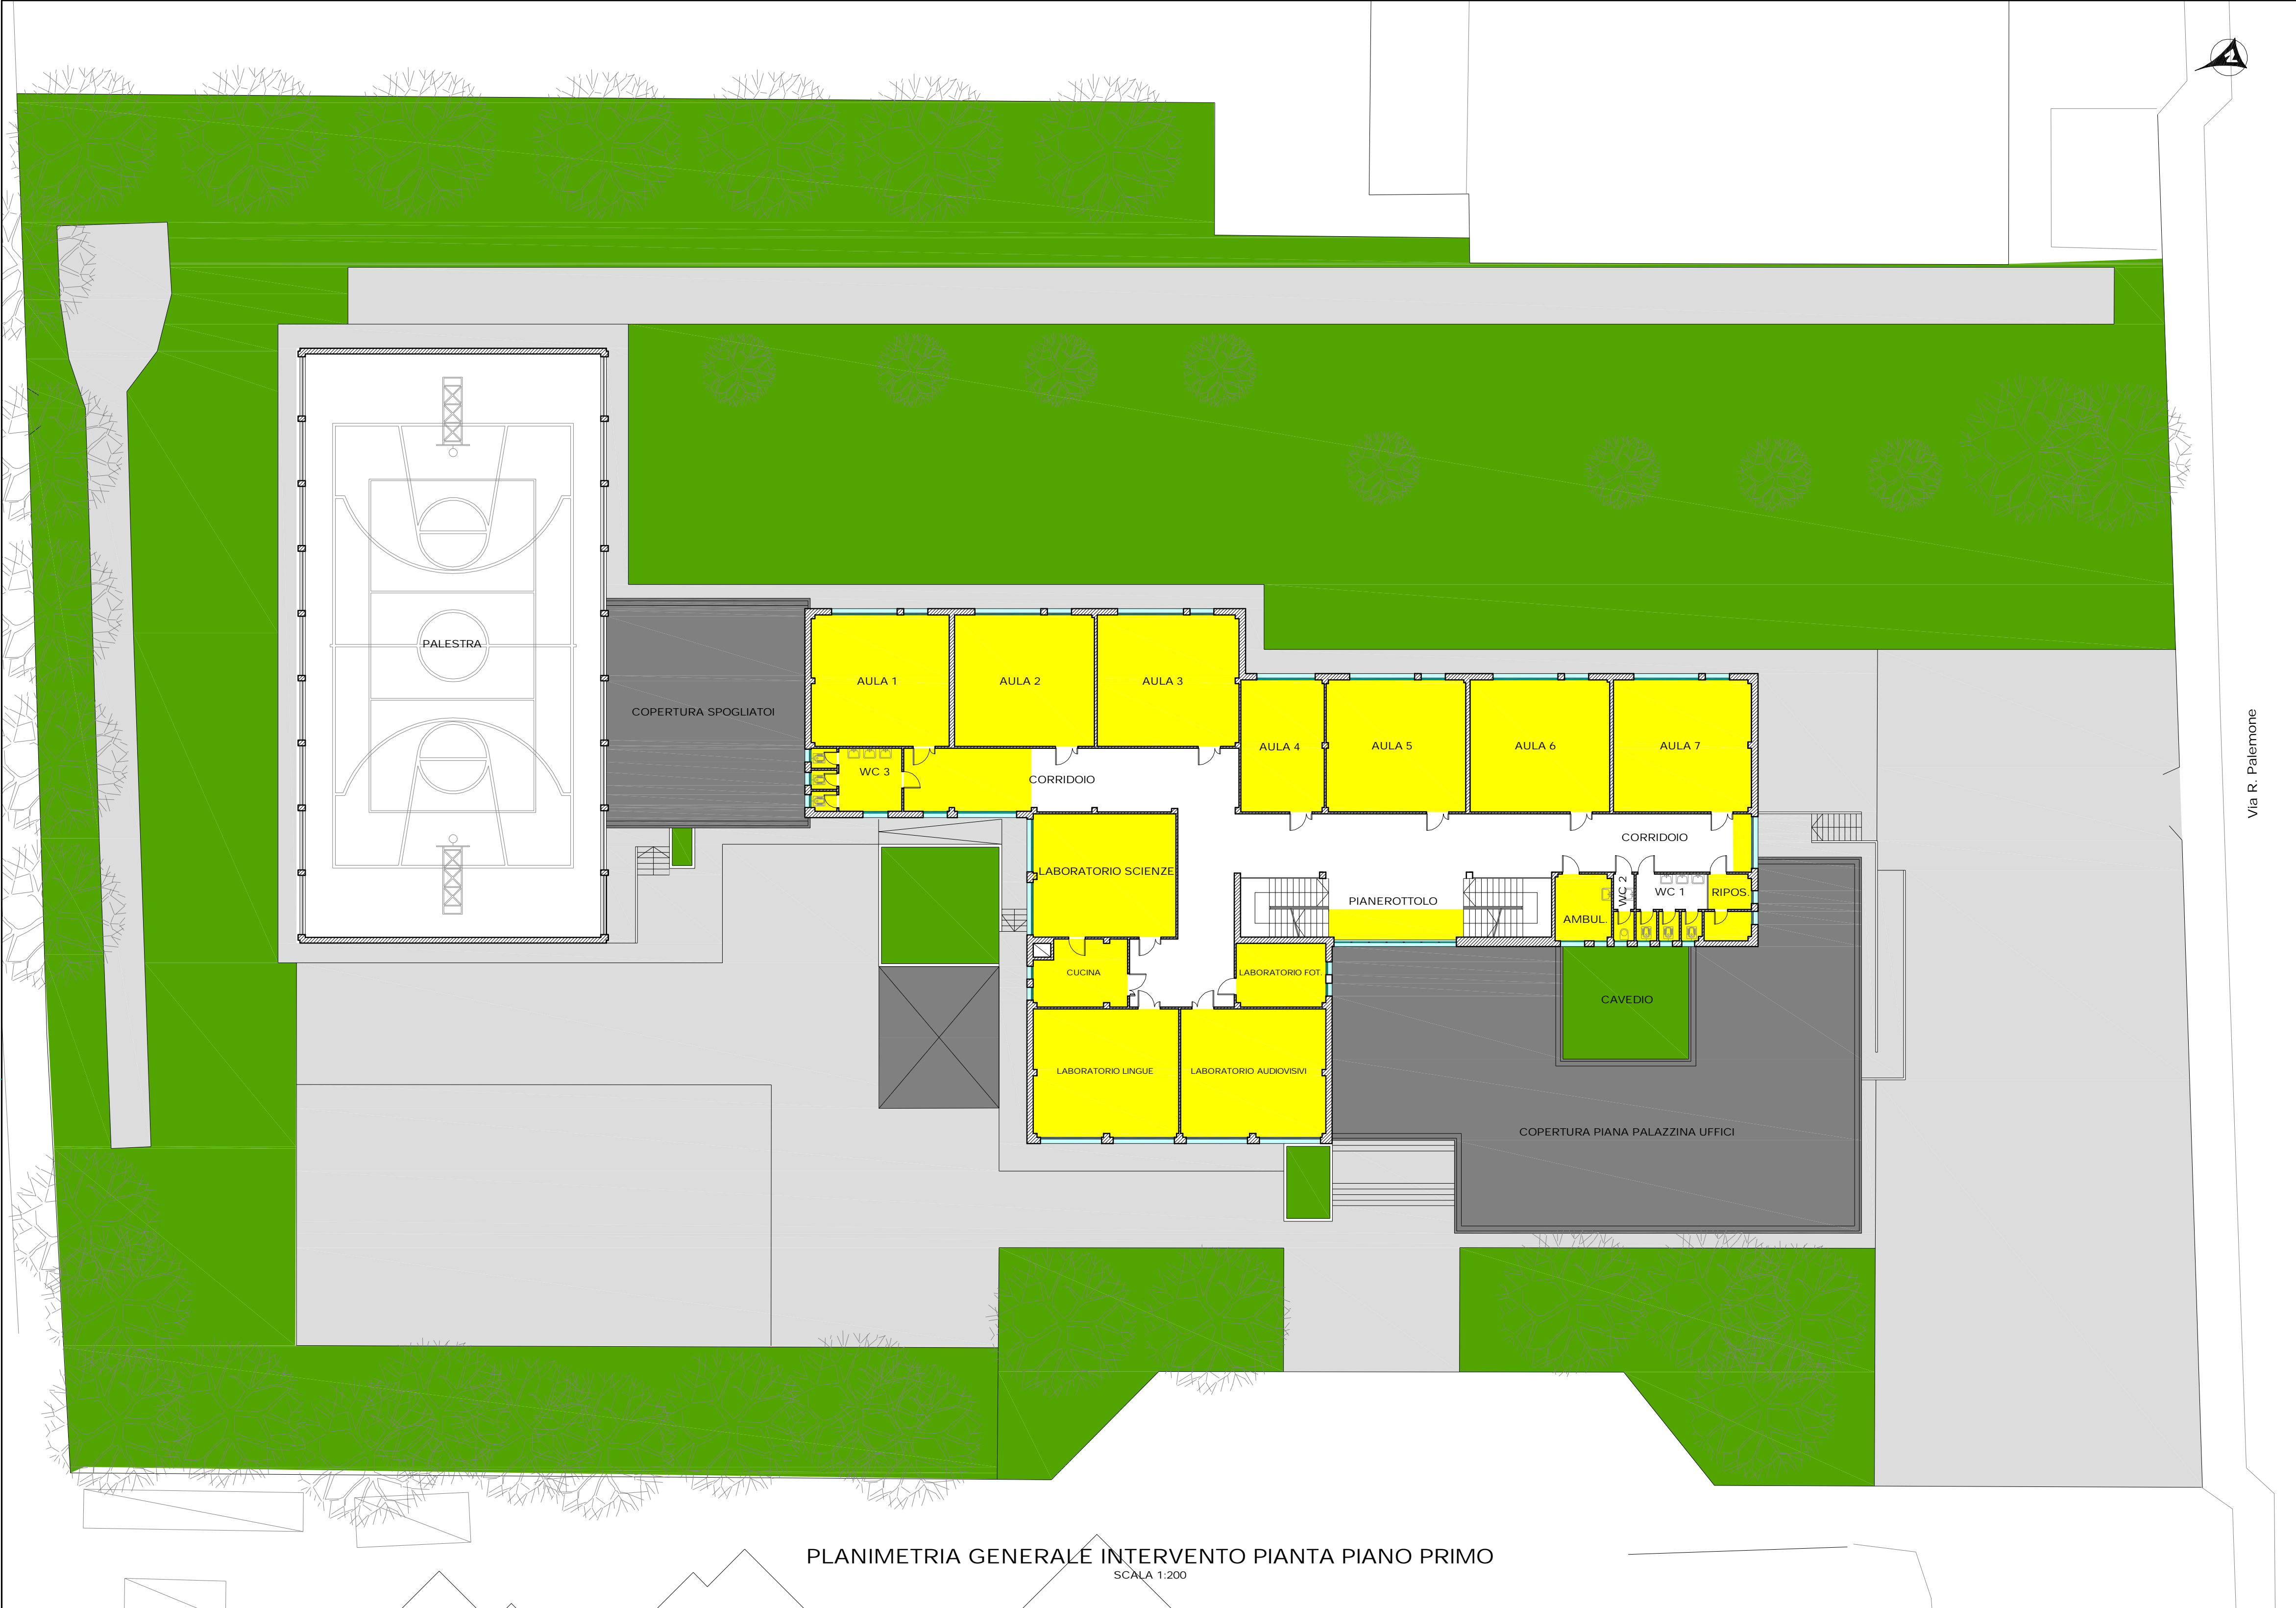 N
PALESTRA
COPERTURA SPOGLIATOI
AULA 1
AULA 2
AULA 3
AULA 4
AULA 5
AULA 6
AULA 7
WC 3
CORRIDOIO
CORRIDOIO
LABORATORIO SCIENZE
PIANEROTTOLO
AMBUL.
WC 2
WC 1
RIPOS.
CUCINA
LABORATORIO FOT.
CAVEDIO
LABORATORIO LINGUE
LABORATORIO AUDIOVISIVI
COPERTURA PIANA PALAZZINA UFFICI
Via R. Palemone
PLANIMETRIA GENERALE INTERVENTO PIANTA PIANO PRIMO
SCALA 1:200